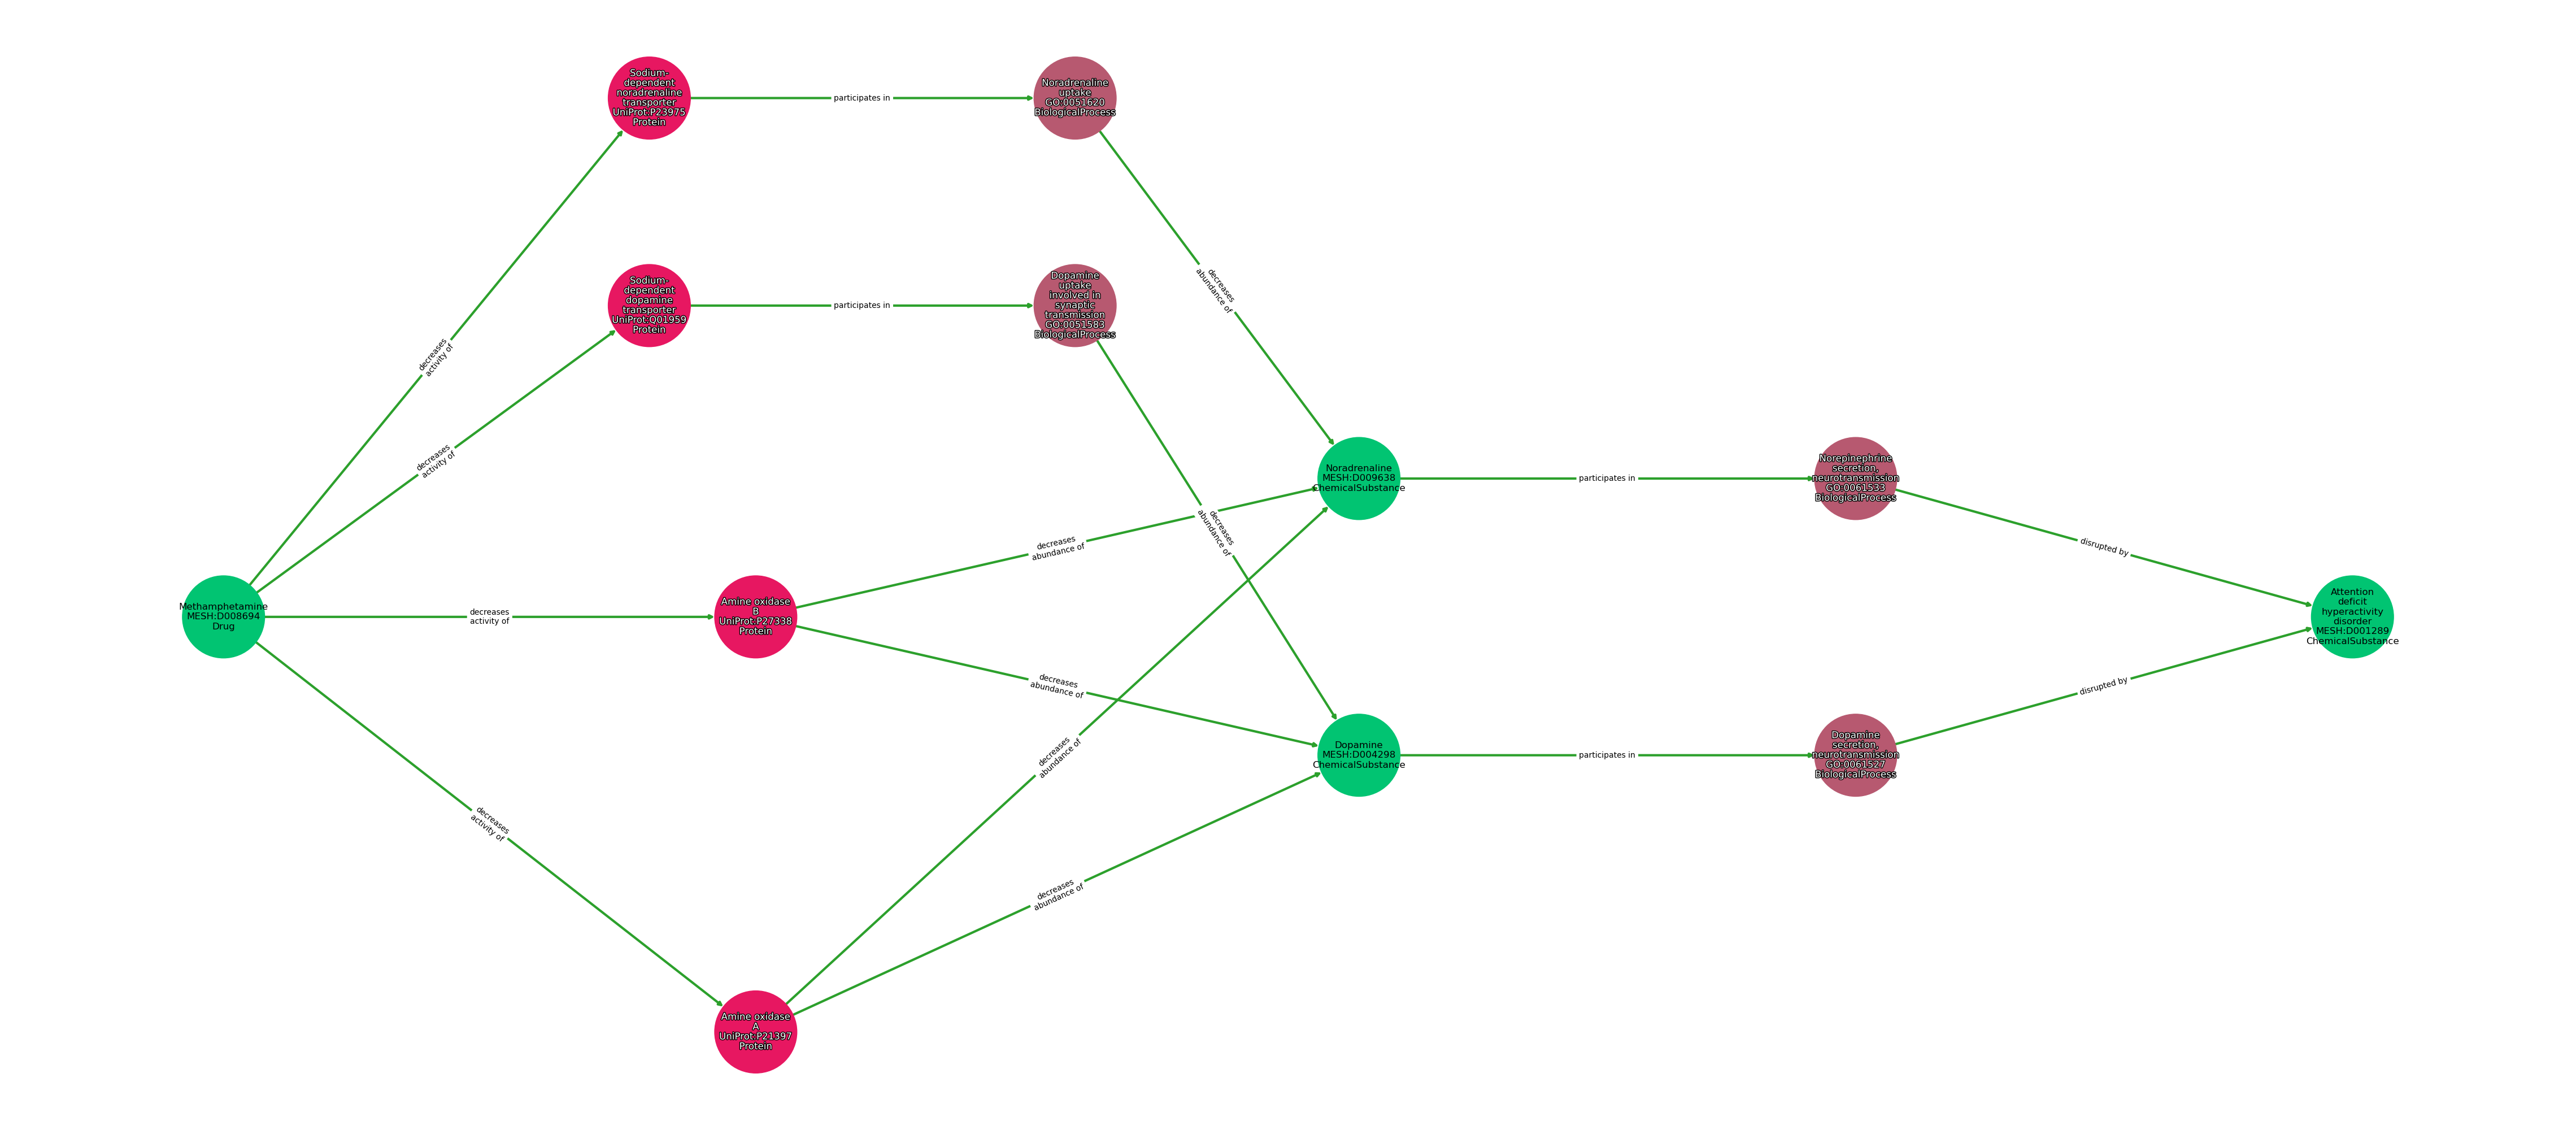 Sodium-
dependent
noradrenaline
transporter
UniProt:P23975
Protein
participates in
Noradrenaline
uptake
GO:0051620
BiologicalProcess
Sodium-
dependent
dopamine
transporter
UniProt:Q01959
Protein
participates in
Dopamine
uptake
involved in
synaptic
transmission
GO:0051583
BiologicalProcess
decreases
abundance of
decreases
activity of
decreases
activity of
Noradrenaline
MESH:D009638
ChemicalSubstance
participates in
Norepinephrine
secretion,
neurotransmission
GO:0061533
BiologicalProcess
decreases
abundance of
decreases
abundance of
disrupted by
Methamphetamine
MESH:D008694
Drug
decreases
activity of
Amine oxidase
B
UniProt:P27338
Protein
Attention
deficit
hyperactivity
disorder
MESH:D001289
ChemicalSubstance
decreases
abundance of
disrupted by
decreases
abundance of
Dopamine
MESH:D004298
ChemicalSubstance
participates in
Dopamine
secretion,
neurotransmission
GO:0061527
BiologicalProcess
decreases
activity of
decreases
abundance of
Amine oxidase
A
UniProt:P21397
Protein